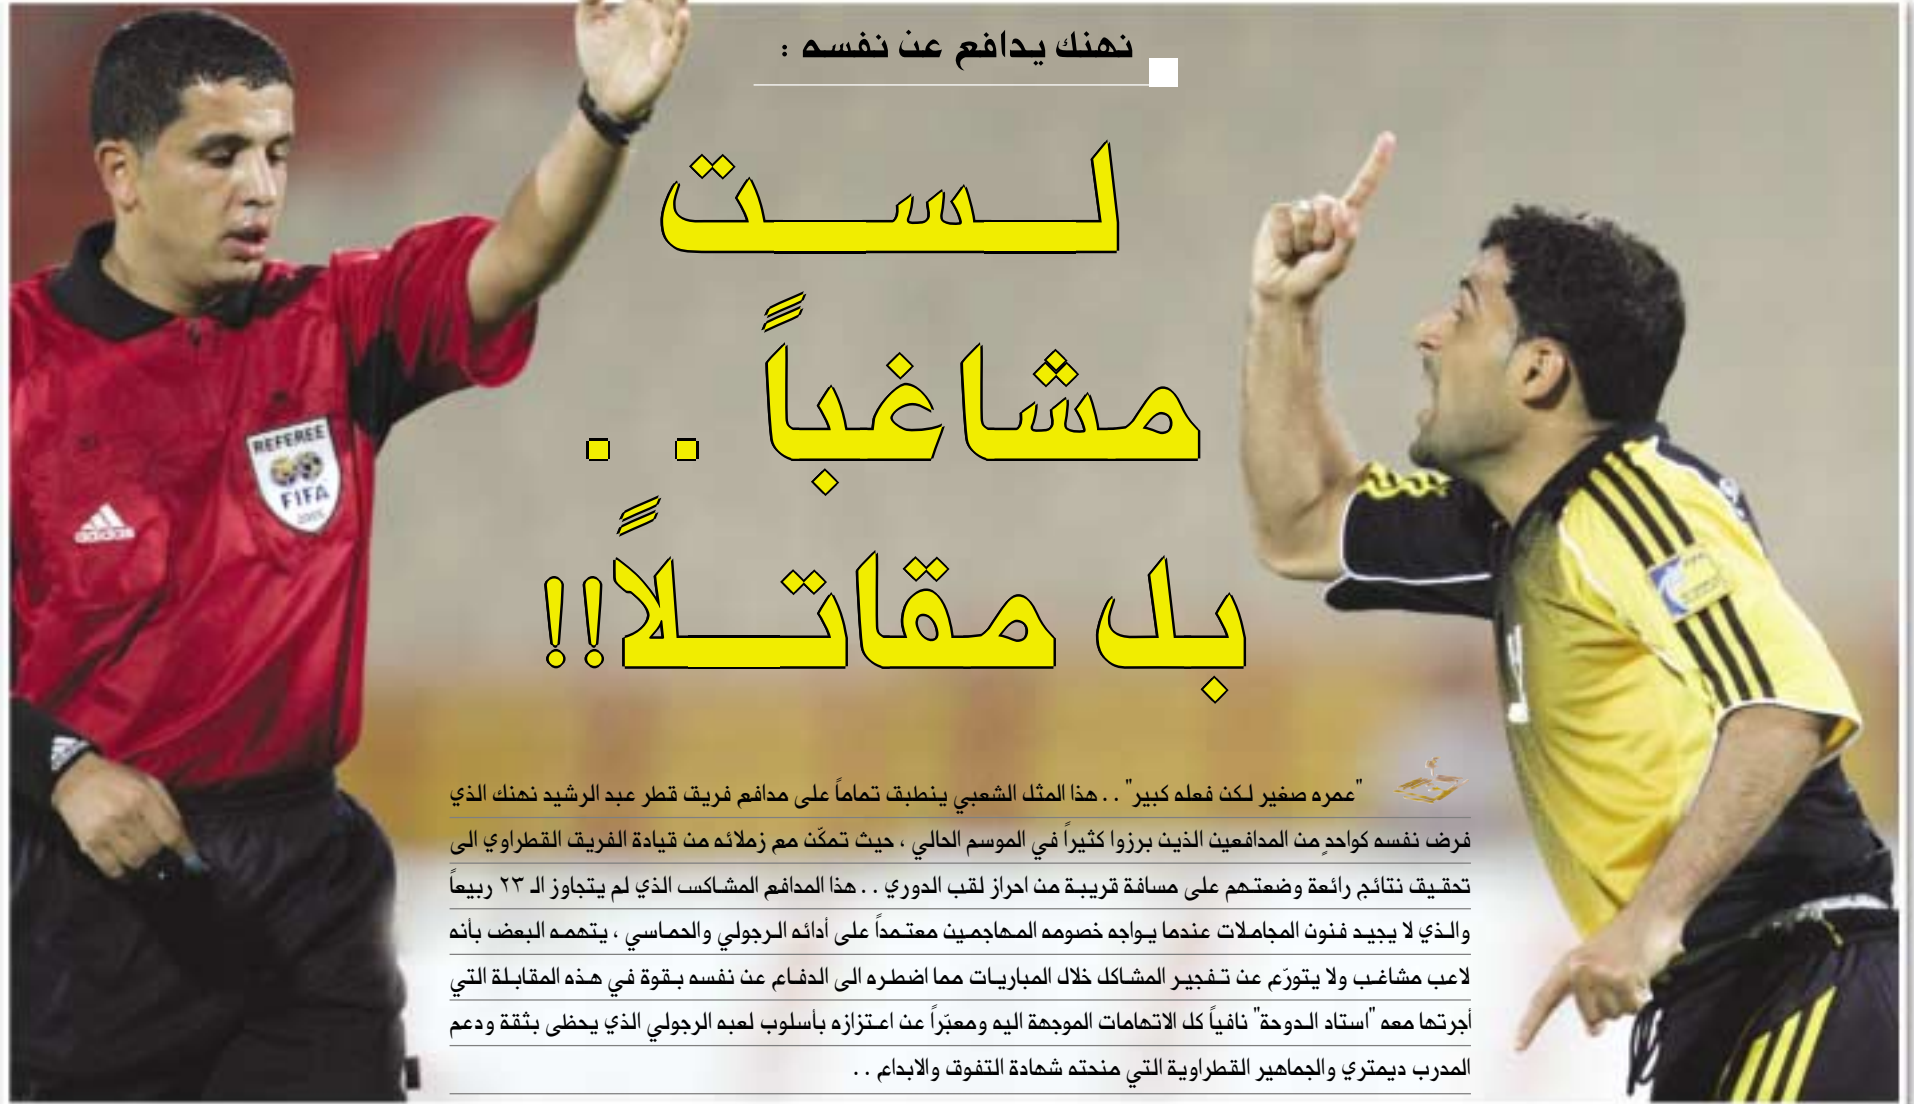 نهنك يدافع عن نفسه :
لست
مشاغباً . .
بل مقاتلاً!!
"عمره صغير لكن فعله كبير" . . هذا المثل الشعبي ينطبق تماماً على مدافع فريق قطر عبد الرشيد نهنك الذي
فرض نفسه كواحدٍ من المدافعين الذين برزوا كثيراً في الموسم الحالي ، حيث تمكّن مع زملائه من قيادة الفريق القطراوي الى
تحقيق نتائج رائعة وضعتهم على مسافة قريبة من احراز لقب الدوري . . هذا المدافع المشاكس الذي لم يتجاوز الـ ٢٣ ربيعاً
والذي لا يجيد فنون المجاملات عندما يواجه خصومه المهاجمين معتمداً على أدائه الرجولي والحماسي ، يتهمه البعض بأنه
لاعب مشاغب ولا يتورّع عن تفجير المشاكل خلال المباريات مما اضطره الى الدفاع عن نفسه بقوة في هذه المقابلة التي
أجرتها معه "استاد الدوحة" نافياً كل الاتهامات الموجهة اليه ومعبّراً عن اعتزازه بأسلوب لعبه الرجولي الذي يحظى بثقة ودعم
المدرب ديمتري والجماهير القطراوية التي منحته شهادة التفوق والابداع . .
REFEREE
FIFA
adidas